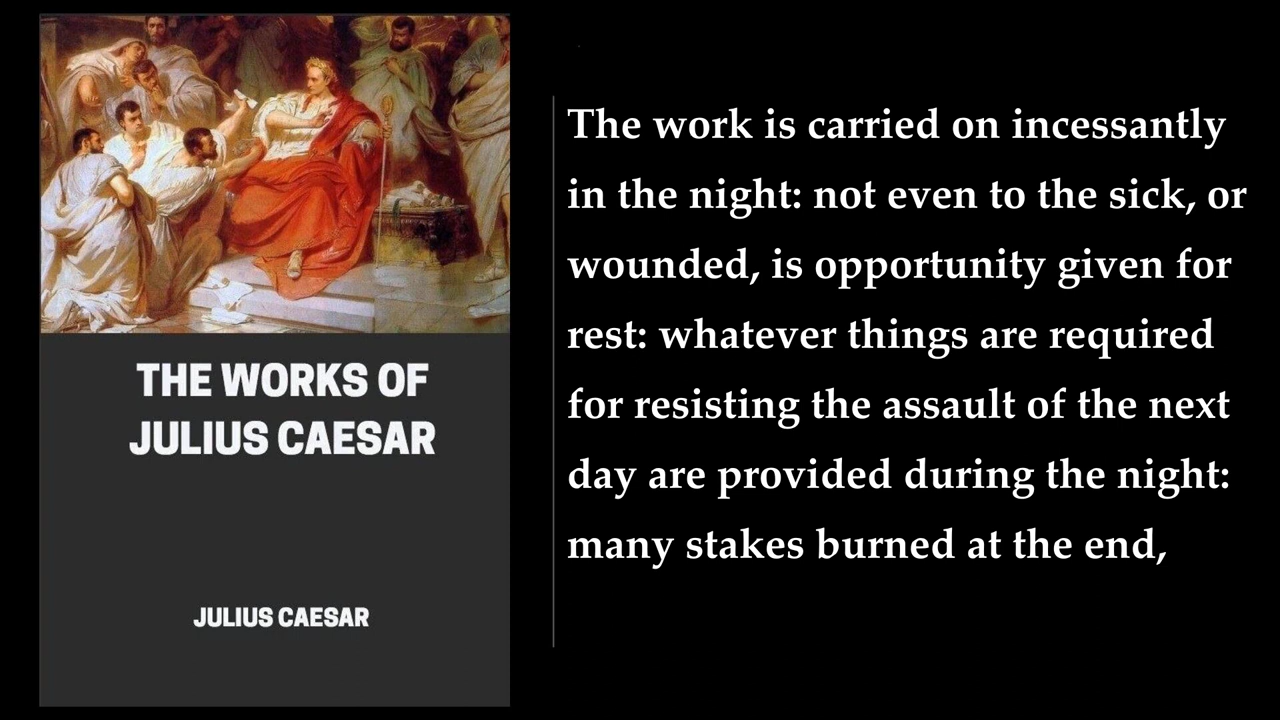 THE WORKS OF
JULIUS CAESAR
JULIUS CAESAR
The work is carried on incessantly
in the night: not even to the sick, or
wounded, is opportunity given for
rest: whatever things are required
for resisting the assault of the next
day are provided during the night:
many stakes burned at the end,